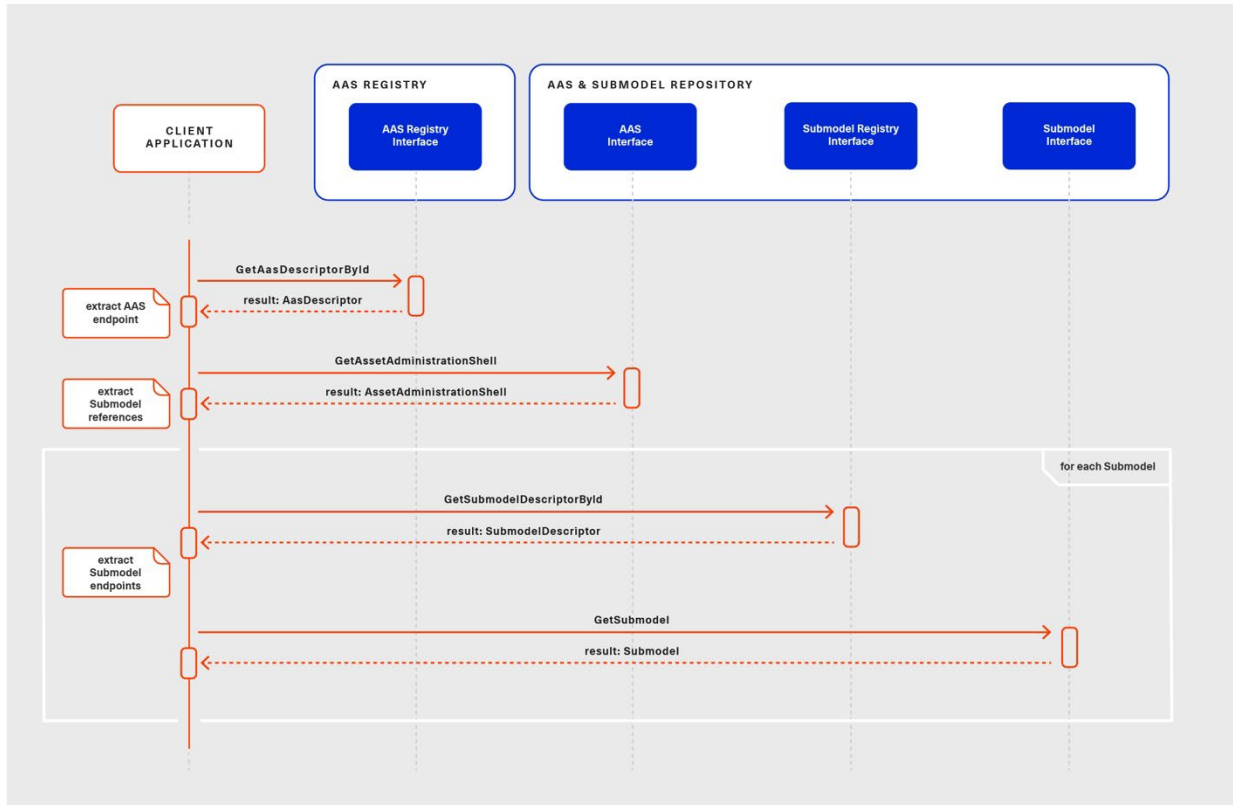 AAS REGISTRY
AAS & SUBMODEL REPOSITORY
CLIENT
APPLICATION
AAS Registry
Interface
AAS
Interface
Submodel Registry
Interface
Submodel
Interface
GetAasDescriptorById
extract AAS
endpoint
result: AasDescriptor
GetAssetAdministrationShell
extract
Submodel
references
result: AssetAdministrationShell
for each Submodel
GetSubmodelDescriptorById
result: SubmodelDescriptor
extract
Submodel
endpoints
GetSubmodel
result: Submodel